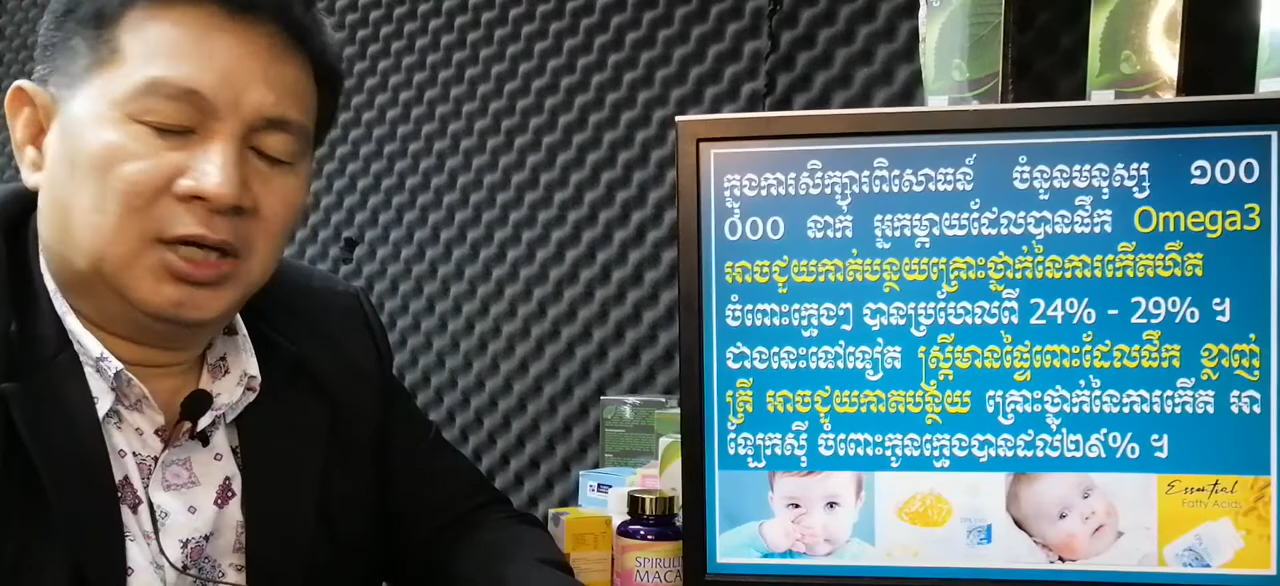 ក្នុងការសិក្សារពិសោធន៍ ចំនួនមនុស្ស ១០០
០០០ នាក់ អ្នកម្តាយដែលបានផឹក Omega3
អាចជួយកាត់បន្ថយគ្រោះថ្នាក់នៃការកើតហឺត
ចំពោះក្មេងៗ បានប្រហែលពី 24% - 29% ។
ជាងនេះទៅទៀត ស្ត្រីមានផ្ទៃពោះដែលផឹក ខ្លាញ់
ត្រី អាចជួយកាតបន្ថយ គ្រោះថ្នាក់នៃការកើត អា
ឡែកស៊ី ចំពោះកូនក្មេងបានដល់២៩% ។
Essential
Fatty Acids
SPIRULI
MACA